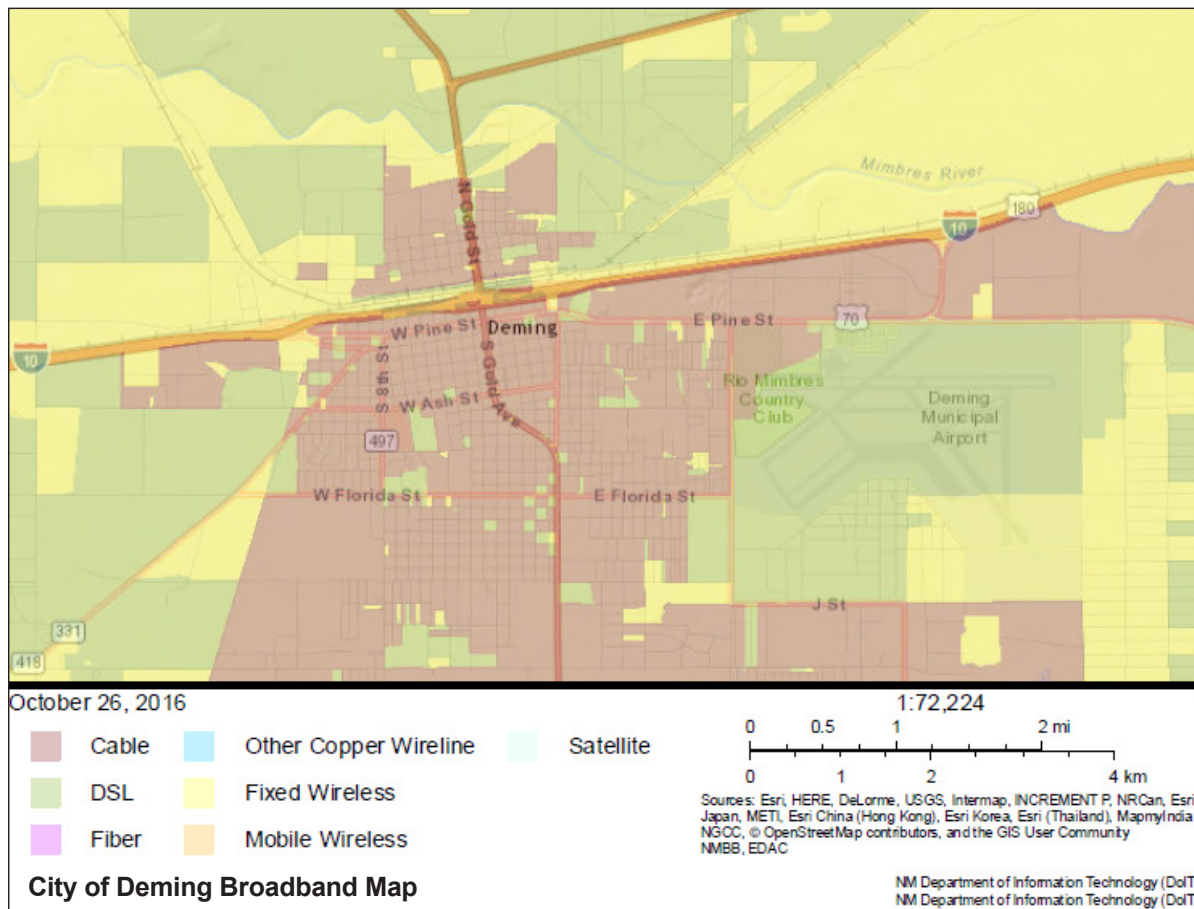 Mimbres River
180
10
N Gold St
W Pine St
Deming
E Pine St
70
10
S 8th St
S Gold Ave
W Ash St
Rio Mimbres
Country
Club
Deming
Municipal
Airport
497
W Florida St
E Florida St
J St
331
418
October 26, 2016
1:72,224
0 0.5 1 2 mi
0 1 2 4 km
Cable
Other Copper Wireline
Satellite
DSL
Fixed Wireless
Fiber
Mobile Wireless
Sources: Esri, HERE, DeLorme, USGS, Intermap, INCREMENT P, NRCan, Esri
Japan, METI, Esri China (Hong Kong), Esri Korea, Esri (Thailand), MapmyIndia
NGCC, © OpenStreetMap contributors, and the GIS User Community
NMBB, EDAC
City of Deming Broadband Map
NM Department of Information Technology (DoIT
NM Department of Information Technology (DoIT